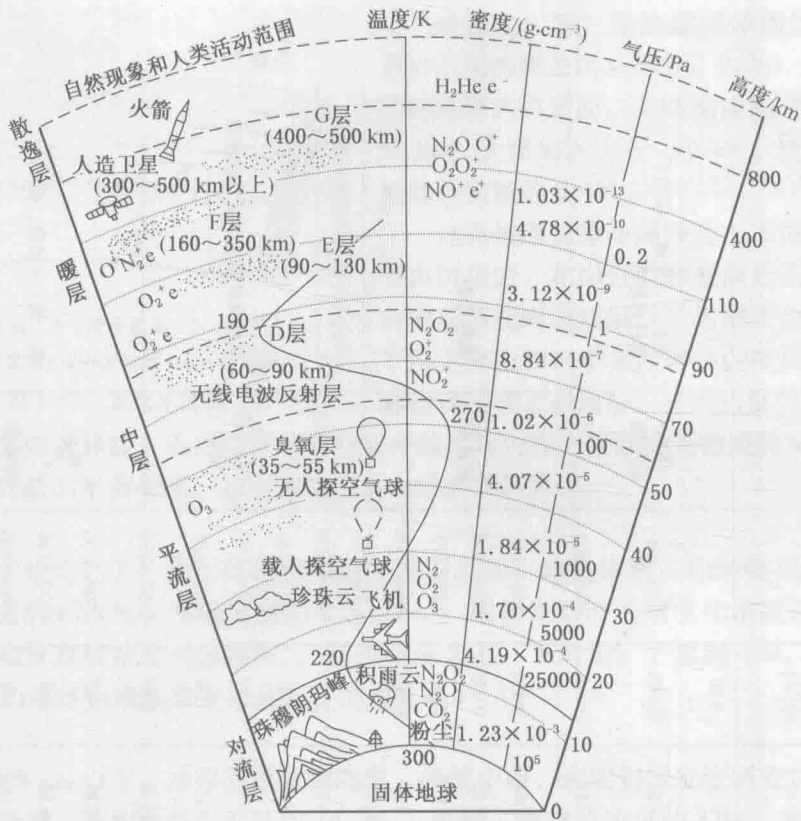 温度/K
密度/(g·cm⁻³)
气压/Pa
高度/km
自然现象和人类活动范围
散逸层
火箭
H₂He e⁻
G层
(400～500 km)
人造卫星
(300～500 km以上)
N₂O O⁺
O₂O₂⁺
NO⁺e⁺
800
1.03×10⁻¹³
F层
(160～350 km)
4.78×10⁻¹⁰
400
暖层
O⁺N₂e
E层
(90～130 km)
0.2
O₂⁺e⁻
3.12×10⁻⁹
110
190
D层
N₂O₂
O₂⁺
NO₂⁺
1
O₂ e
8.84×10⁻⁷
90
(60～90 km)
无线电波反射层
270
1.02×10⁻⁶
70
中层
臭氧层
(35～55 km)
100
4.07×10⁻⁵
50
O₃
无人探空气球
1.84×10⁻⁶
40
平流层
载人探空气球
N₂
O₂
O₃
1000
珍珠云
飞机
1.70×10⁻⁴
30
5000
220
4.19×10⁻⁴
25000
20
珠穆朗玛峰
积雨云
N₂O₂
N₂O
CO₂
对流层
粉尘
1.23×10⁻³
10
300
10⁵
固体地球
0